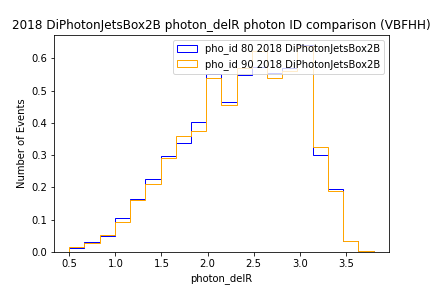 2018 DiPhotonJetsBox2B photon_delR photon ID comparison (VBFHH)
pho_id 80 2018 DiPhotonJetsBox2B
pho_id 90 2018 DiPhotonJetsBox2B
Number of Events
0.6
0.5
0.4
0.3
0.2
0.1
0.0
0.5 1.0 1.5 2.0 2.5 3.0 3.5
photon_delR